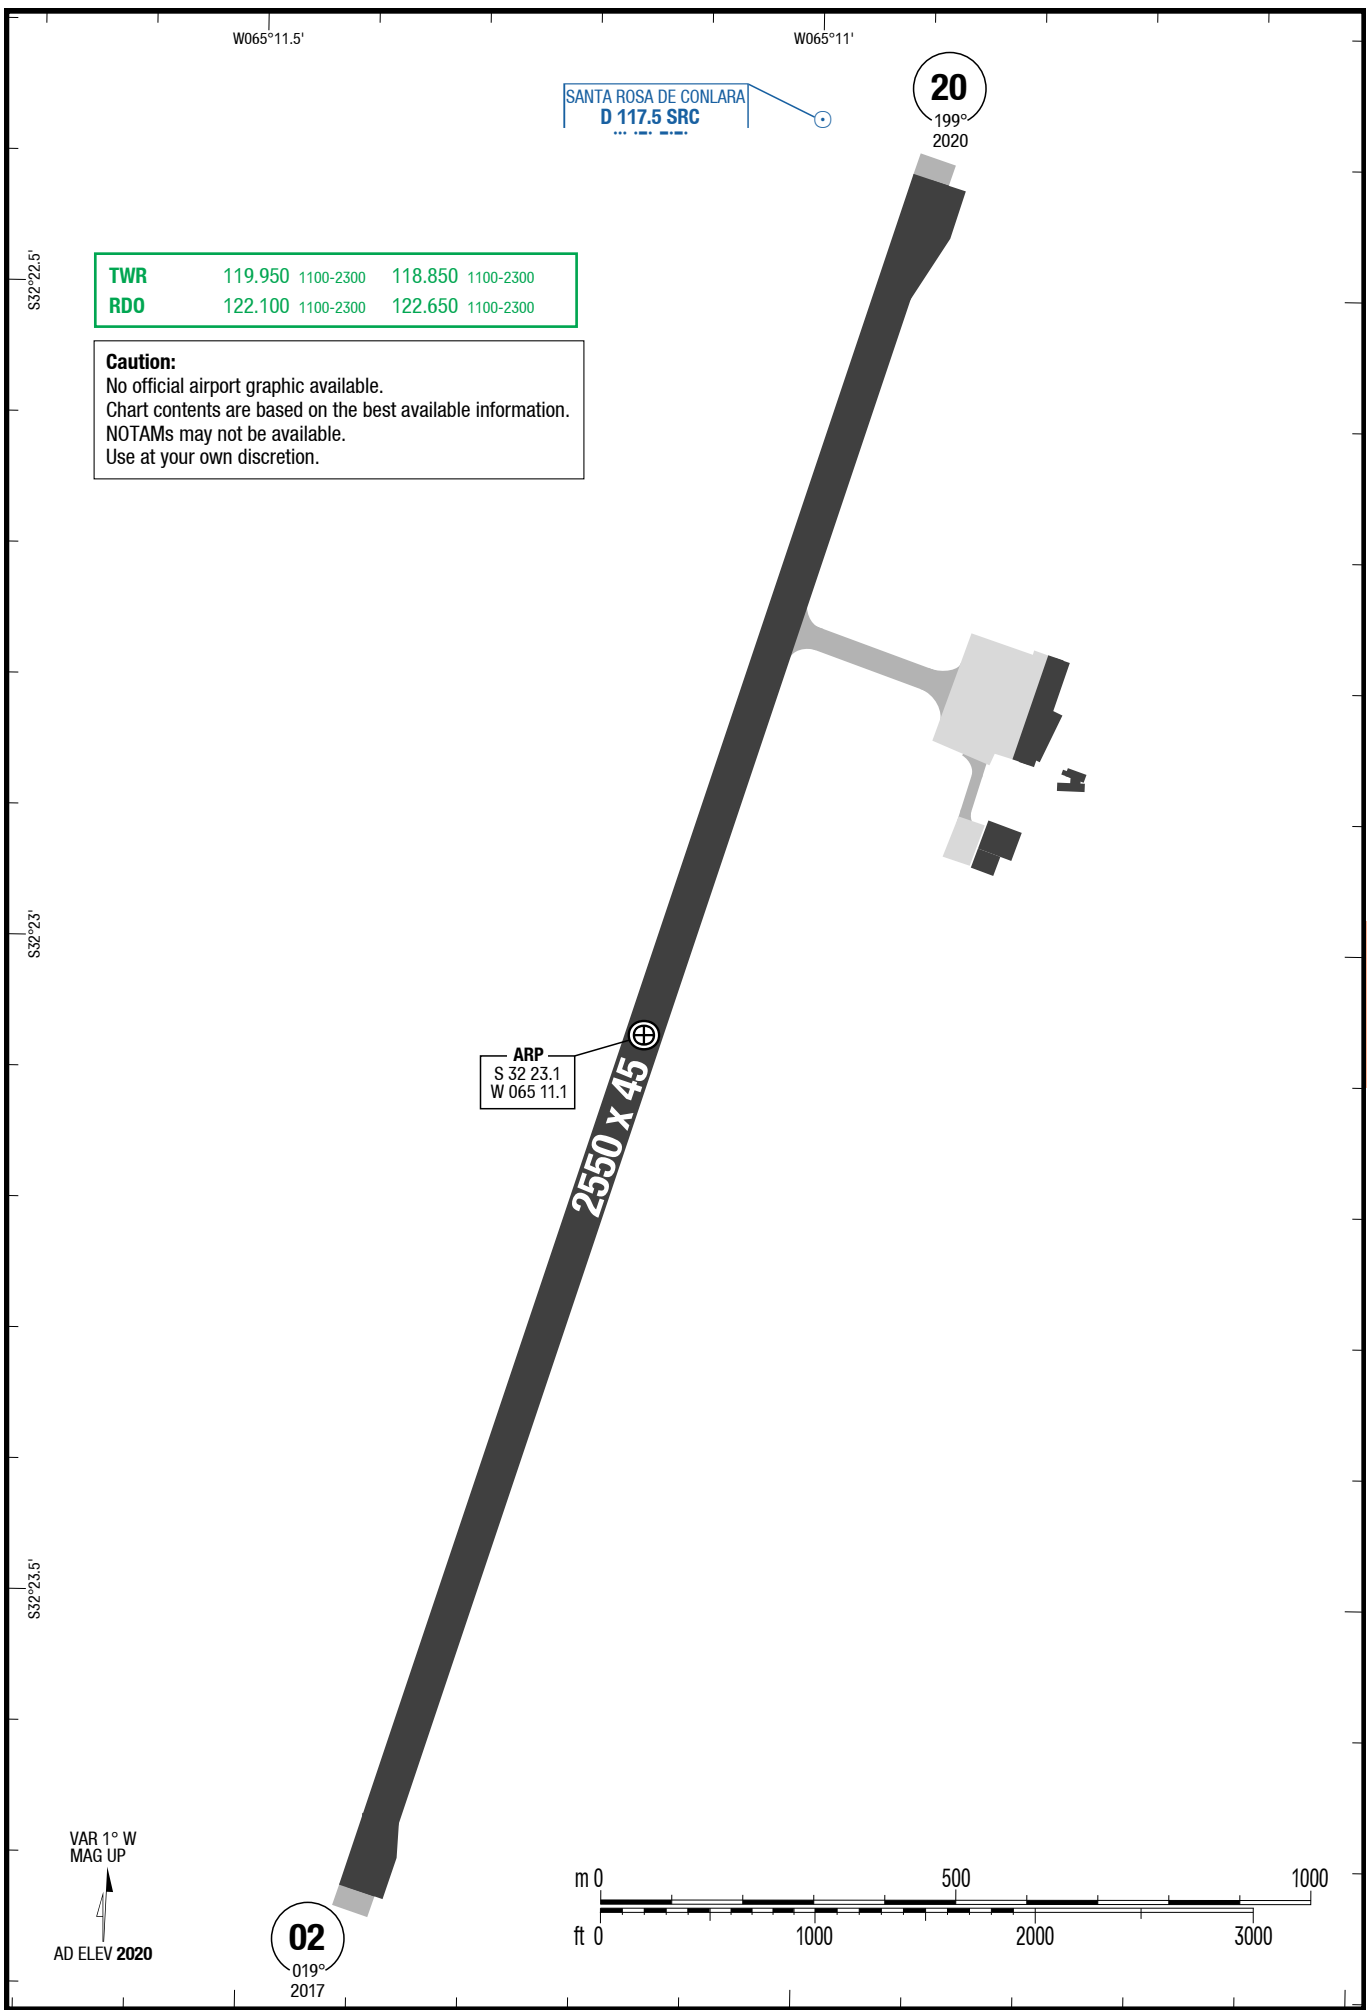 W065°11.5'
W065°11'
SANTA ROSA DE CONLARA
D 117.5 SRC
20
199°
2020
S32°22.5'
TWR 119.950 1100-2300 118.850 1100-2300
RDO 122.100 1100-2300 122.650 1100-2300
Caution:
No official airport graphic available.
Chart contents are based on the best available information.
NOTAMs may not be available.
Use at your own discretion.
S32°23'
ARP
S 32 23.1
W 065 11.1
2550 x 45
S32°23.5'
VAR 1° W
MAG UP
AD ELEV 2020
02
019°
2017
m 0 500 1000
ft 0 1000 2000 3000